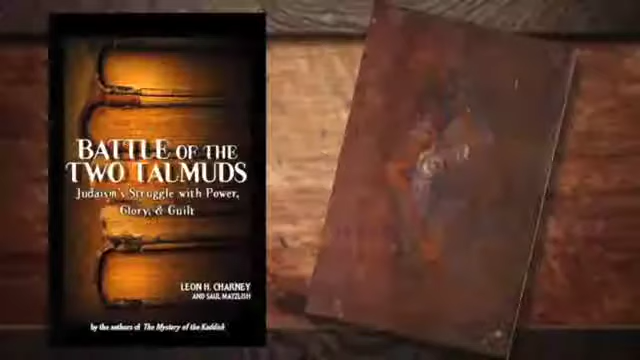 BATTLE OF THE
TWO TALMUDS
Judaism's Struggle with Power,
Glory, & Guilt
LEON H. CHARNEY
AND SAUL MAYZLISH
by the authors of The Mystery of the Kaddish